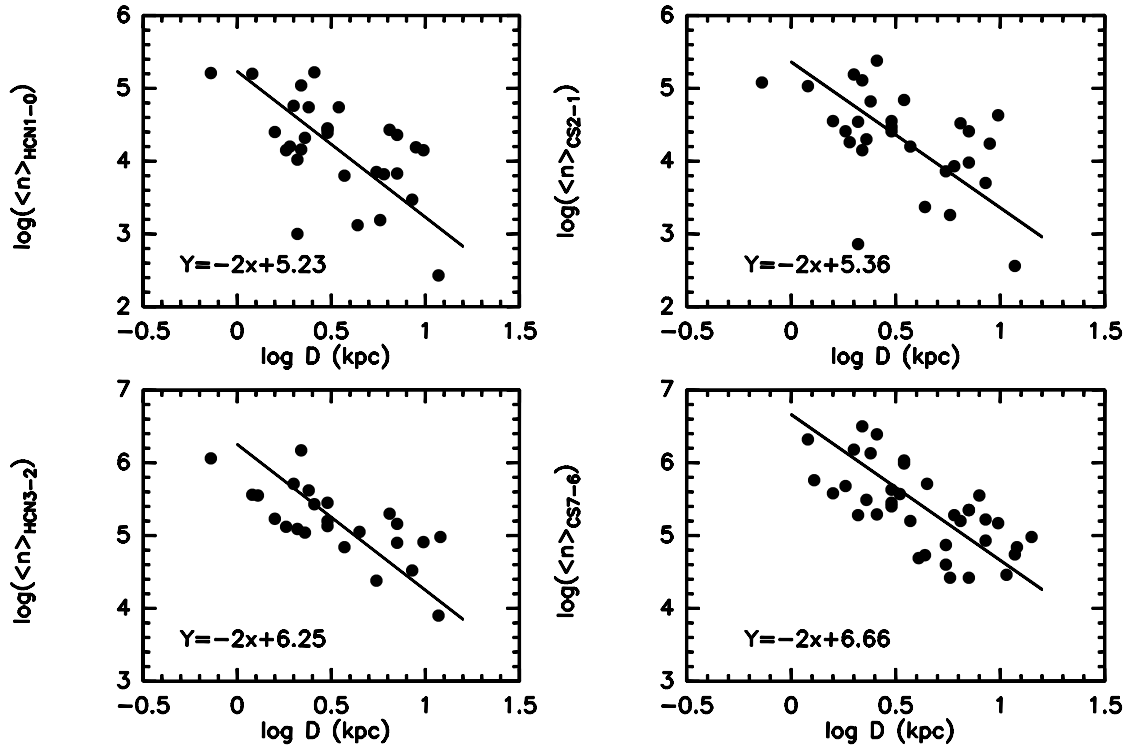 6
5
4
3
2
log(<n>HCN1−0)
Y=−2x+5.23
−0.5 0 0.5 1 1.5
log D (kpc)
6
5
4
3
2
log(<n>CS2−1)
Y=−2x+5.36
−0.5 0 0.5 1 1.5
log D (kpc)
7
6
5
4
3
log(<n>HCN3−2)
Y=−2x+6.25
−0.5 0 0.5 1 1.5
log D (kpc)
7
6
5
4
3
log(<n>CS7−6)
Y=−2x+6.66
−0.5 0 0.5 1 1.5
log D (kpc)